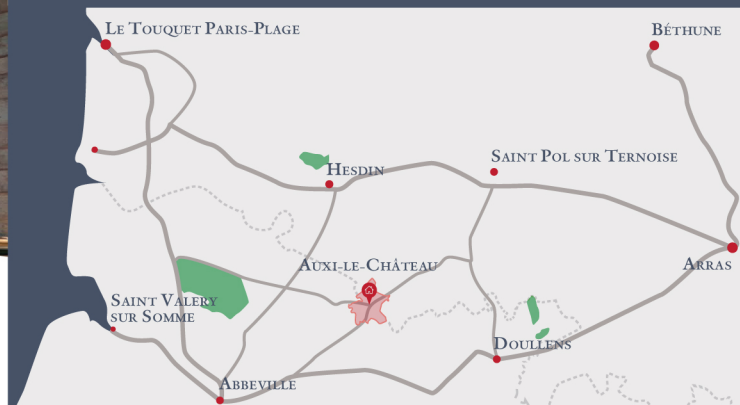 LE TOUQUET PARIS-PLAGE
BÉTHUNE
HESDIN
SAINT POL SUR TERNOISE
AUXI-LE-CHÂTEAU
ARRAS
SAINT VALERY
SUR SOMME
DOULLENS
ABBEVILLE